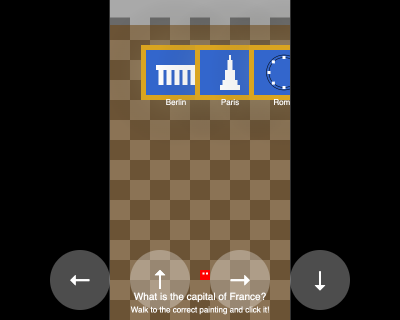 Berlin
Paris
Rom
What is the capital of France?
Walk to the correct painting and click it!